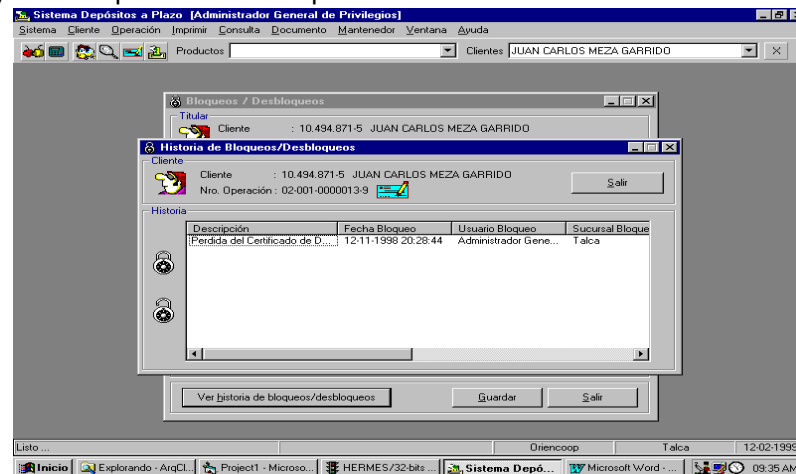 Sistema Depósitos a Plazo [Administrador General de Privilegios]
Sistema Cliente Operación Imprimir Consulta Documento Mantenedor Ventana Ayuda
Productos Clientes JUAN CARLOS MEZA GARRIDO
Bloqueos / Desbloqueos
Titular
Cliente : 10.494.871-5 JUAN CARLOS MEZA GARRIDO
Historia de Bloqueos/Desbloqueos
Cliente
Cliente : 10.494.871-5 JUAN CARLOS MEZA GARRIDO
Nro. Operación : 02-001-0000013-9
Salir
Historia
Descripción Fecha Bloqueo Usuario Bloqueo Sucursal Bloque
Perdida del Certificado de D... 12-11-1998 20:28:44 Administrador Gene... Talca
Ver historia de bloqueos/desbloqueos Guardar Salir
Listo ... Oriencoop Talca 12-02-1999
Inicio Explorando - ArqCl... Project1 - Microso... HERMES/32-bits ... Sistema Depó... Microsoft Word - ... 09:35 AM